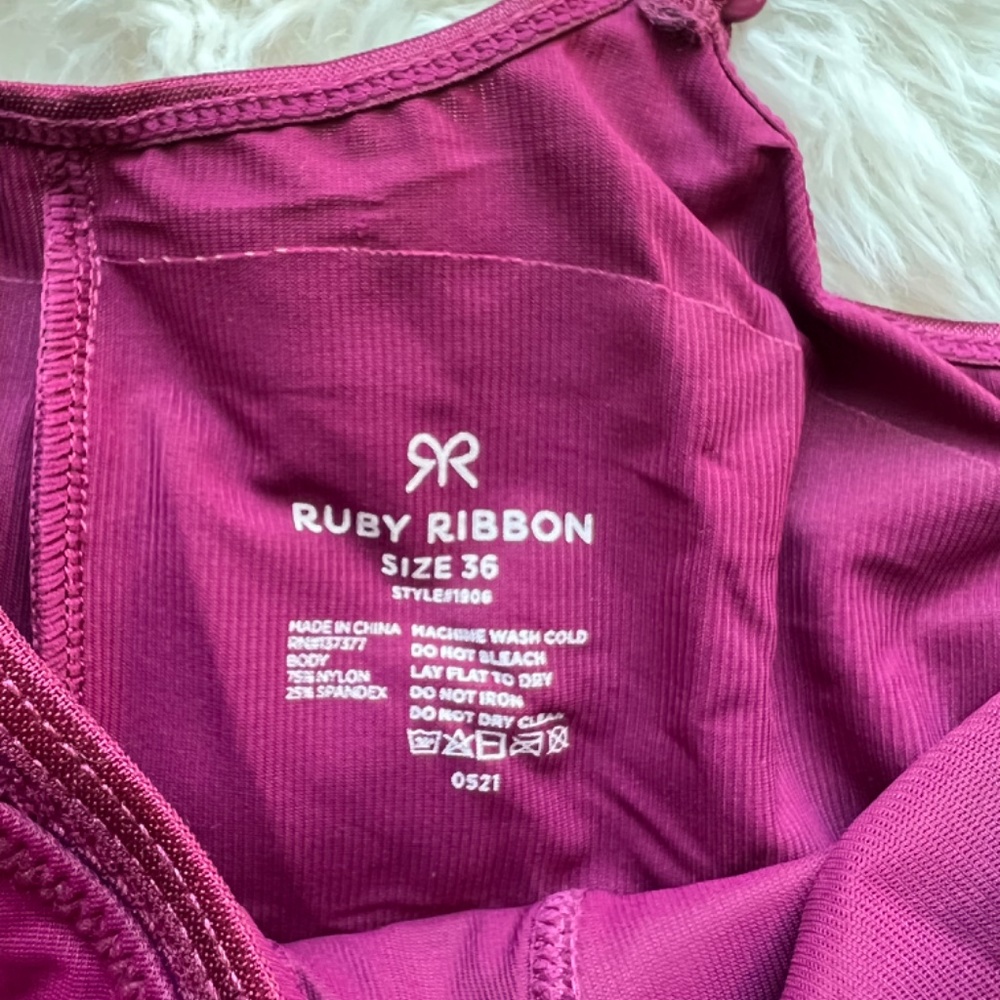 RUBY RIBBON
SIZE 36
STYLE#1906
MADE IN CHINA
RN#137377
BODY
75% NYLON
25% SPANDEX
MACHINE WASH COLD
DO NOT BLEACH
LAY FLAT TO DRY
DO NOT IRON
DO NOT DRY CLEAN
0521